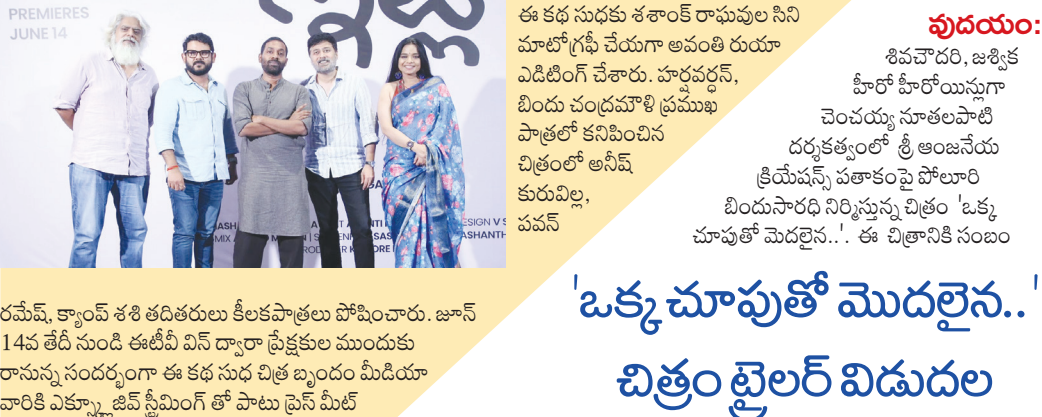 PREMIERES
JUNE 14
ఈ కథ సుధకు శశాంక్ రాఘవుల సిని
మాటోగ్రఫీ చేయగా అవంతి రుయా
ఎడిటింగ్ చేశారు. హర్షవర్ధన్,
బిందు చంద్రమౌళి ప్రముఖ
పాత్రలో కనిపించిన
చిత్రంలో అనీష్
కురువిల్ల,
పవన్
రమేష్, క్యాంప్ శశి తదితరులు కీలకపాత్రలు పోషించారు. జూన్
14వ తేదీ నుండి ఈటీవీ విన్ ద్వారా ప్రేక్షకుల ముందుకు
రానున్న సందర్భంగా ఈ కథ సుధ చిత్ర బృందం మీడియా
వారికి ఎక్స్క్లూజివ్ స్ట్రీమింగ్ తో పాటు ప్రెస్ మీట్
వుదయం:
శివచౌదరి, జశ్విక
హీరో హీరోయిన్లుగా
చెంచయ్య నూతలపాటి
దర్శకత్వంలో శ్రీ ఆంజనేయ
క్రియేషన్స్ పతాకంపై పోలూరి
బిందుసారధి నిర్మిస్తున్న చిత్రం 'ఒక్క
చూపుతో మెదలైన..'. ఈ చిత్రానికి సంబం
'ఒక్కచూపుతో మొదలైన..'
చిత్రం ట్రైలర్ విడుదల